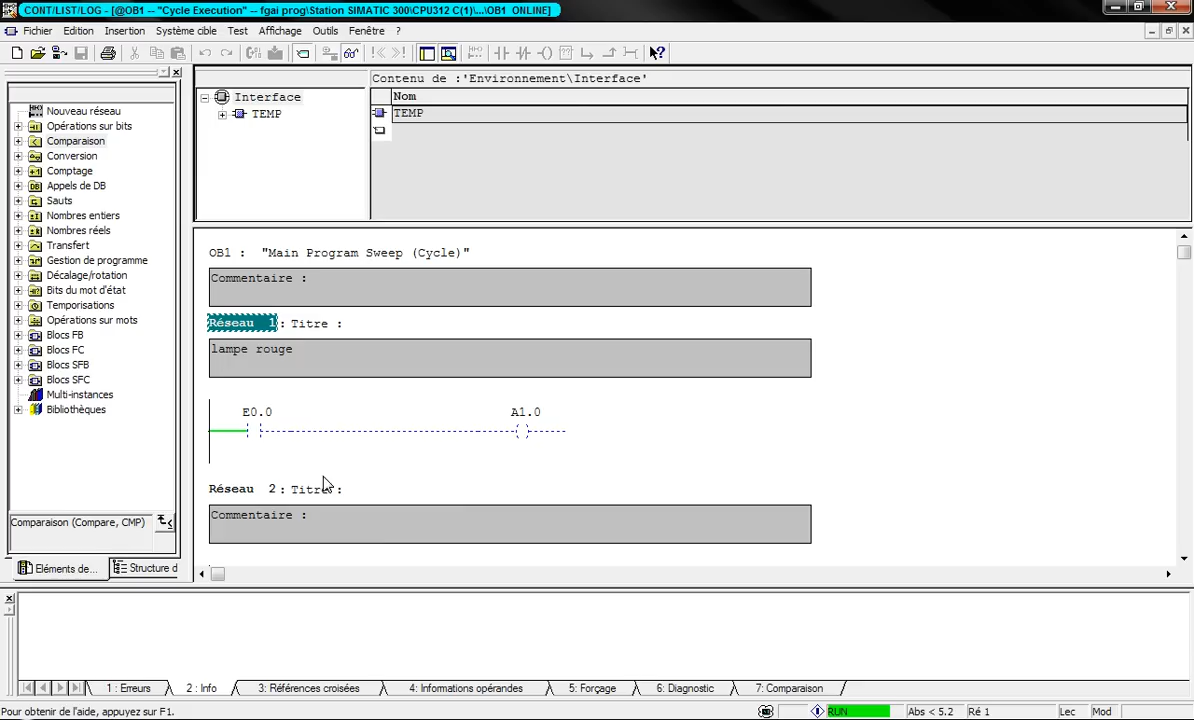 CONT/LIST/LOG - [@OB1 -- "Cycle Execution" -- fgai prog\Station SIMATIC 300\CPU312 C(1)\...\OB1 ONLINE]
Fichier Edition Insertion Système cible Test Affichage Outils Fenêtre ?
Contenu de :'Environnement\Interface'
Interface
TEMP
Nom
TEMP
Nouveau réseau
Opérations sur bits
Comparaison
Conversion
Comptage
Appels de DB
Sauts
Nombres entiers
Nombres réels
Transfert
Gestion de programme
Décalage/rotation
Bits du mot d'état
Temporisations
Opérations sur mots
Blocs FB
Blocs FC
Blocs SFB
Blocs SFC
Multi-instances
Bibliothèques
Comparaison (Compare, CMP)
Eléments de... Structure d
OB1 : "Main Program Sweep (Cycle)"
Commentaire :
Réseau 1 : Titre :
lampe rouge
E0.0 A1.0
Réseau 2 : Titre :
Commentaire :
1 : Erreurs 2 : Info 3: Références croisées 4: Informations opérandes 5: Forçage 6: Diagnostic 7: Comparaison
Pour obtenir de l'aide, appuyez sur F1. RUN Abs < 5.2 Ré 1 Lec Mod